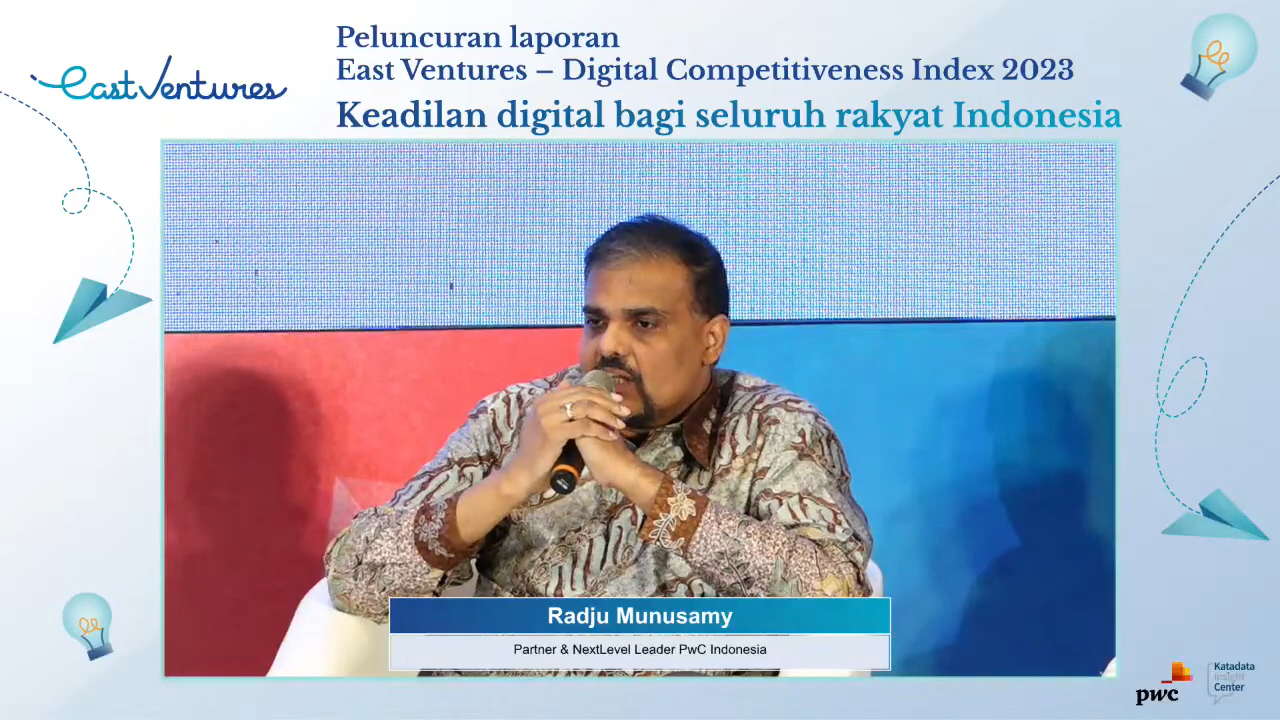 Peluncuran laporan
East Ventures – Digital Competitiveness Index 2023
Keadilan digital bagi seluruh rakyat Indonesia
East Ventures
Radju Munusamy
Partner & NextLevel Leader PwC Indonesia
pwc
Katadata
Insight
Center